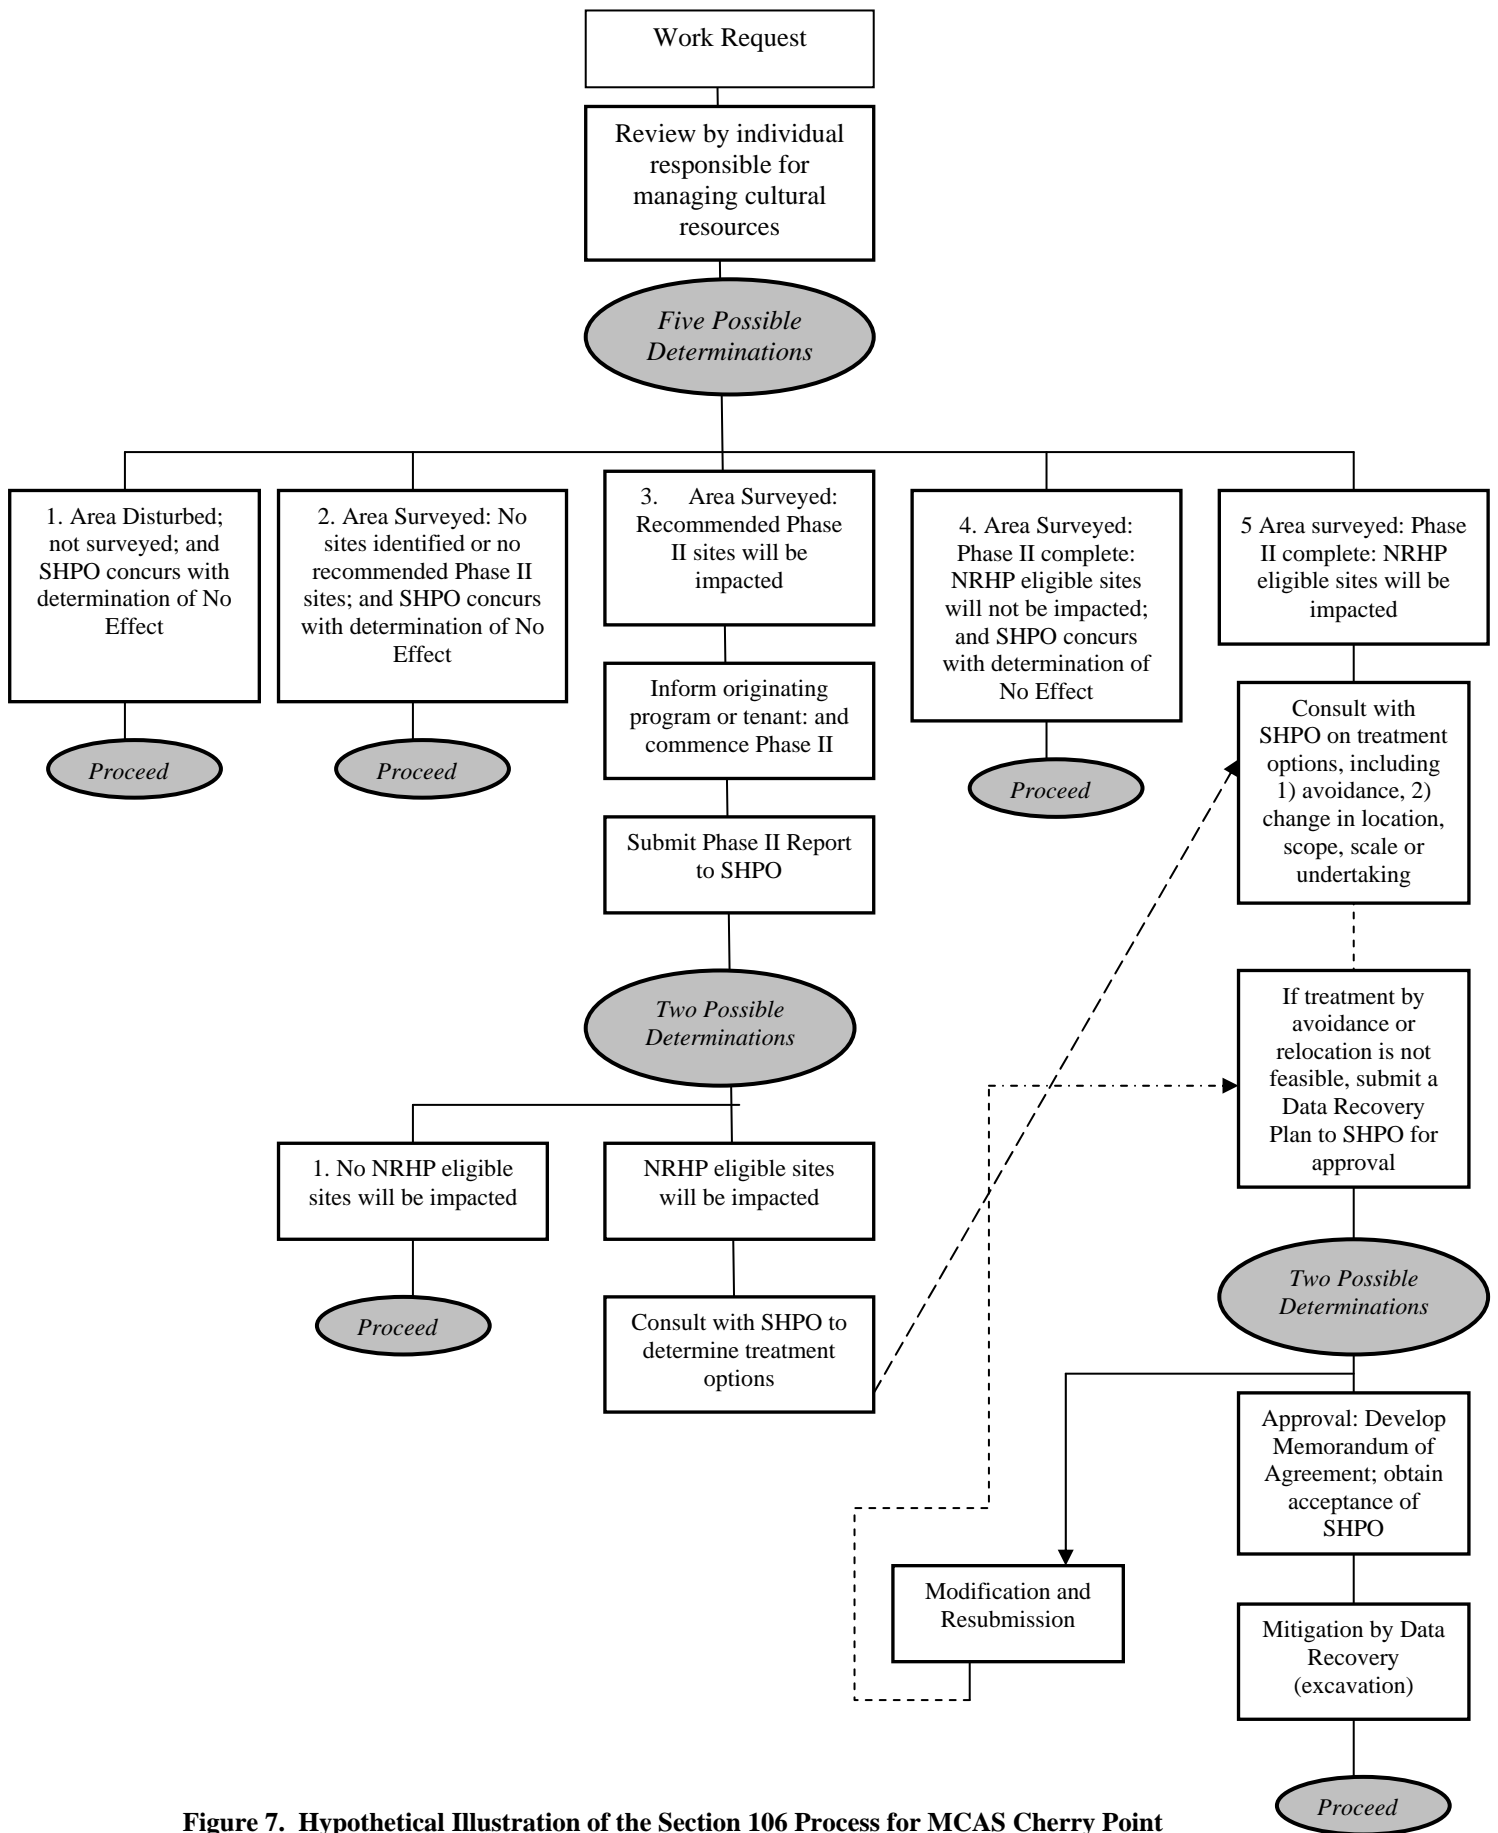 Work Request
Review by individual
responsible for
managing cultural
resources
Five Possible
Determinations
1. Area Disturbed;
not surveyed; and
SHPO concurs with
determination of No
Effect
Proceed
2. Area Surveyed: No
sites identified or no
recommended Phase II
sites; and SHPO concurs
with determination of No
Effect
Proceed
3. Area Surveyed:
Recommended Phase
II sites will be
impacted
Inform originating
program or tenant: and
commence Phase II
Submit Phase II Report
to SHPO
Two Possible
Determinations
1. No NRHP eligible
sites will be impacted
Proceed
NRHP eligible sites
will be impacted
Consult with SHPO to
determine treatment
options
4. Area Surveyed:
Phase II complete:
NRHP eligible sites
will not be impacted;
and SHPO concurs
with determination of
No Effect
Proceed
5 Area surveyed: Phase
II complete: NRHP
eligible sites will be
impacted
Consult with
SHPO on treatment
options, including
1) avoidance, 2)
change in location,
scope, scale or
undertaking
If treatment by
avoidance or
relocation is not
feasible, submit a
Data Recovery
Plan to SHPO for
approval
Two Possible
Determinations
Modification and
Resubmission
Approval: Develop
Memorandum of
Agreement; obtain
acceptance of
SHPO
Mitigation by Data
Recovery
(excavation)
Proceed
Figure 7. Hypothetical Illustration of the Section 106 Process for MCAS Cherry Point